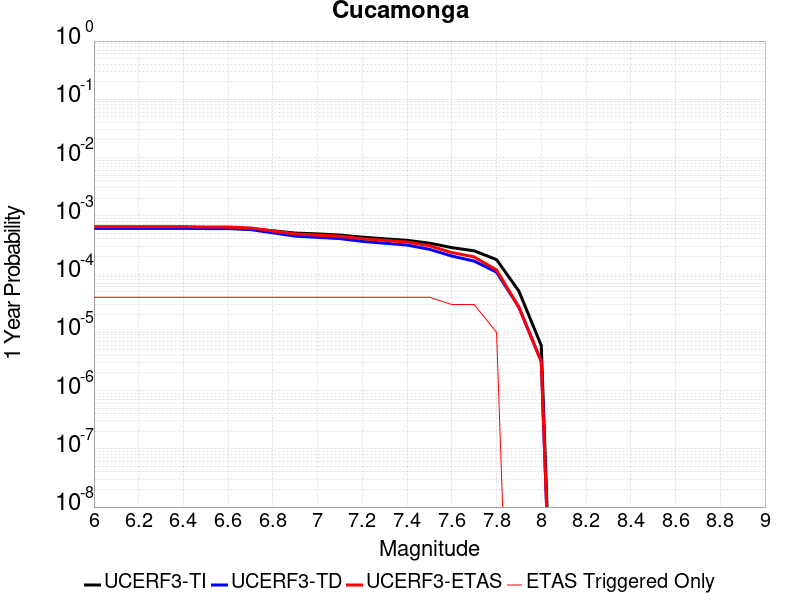 Cucamonga
10 0
10 -1
10 -2
10 -3
10 -4
10 -5
10 -6
10 -7
10 -8
1 Year Probability
6 6.2 6.4 6.6 6.8 7 7.2 7.4 7.6 7.8 8 8.2 8.4 8.6 8.8 9
Magnitude
UCERF3-TI UCERF3-TD UCERF3-ETAS ETAS Triggered Only